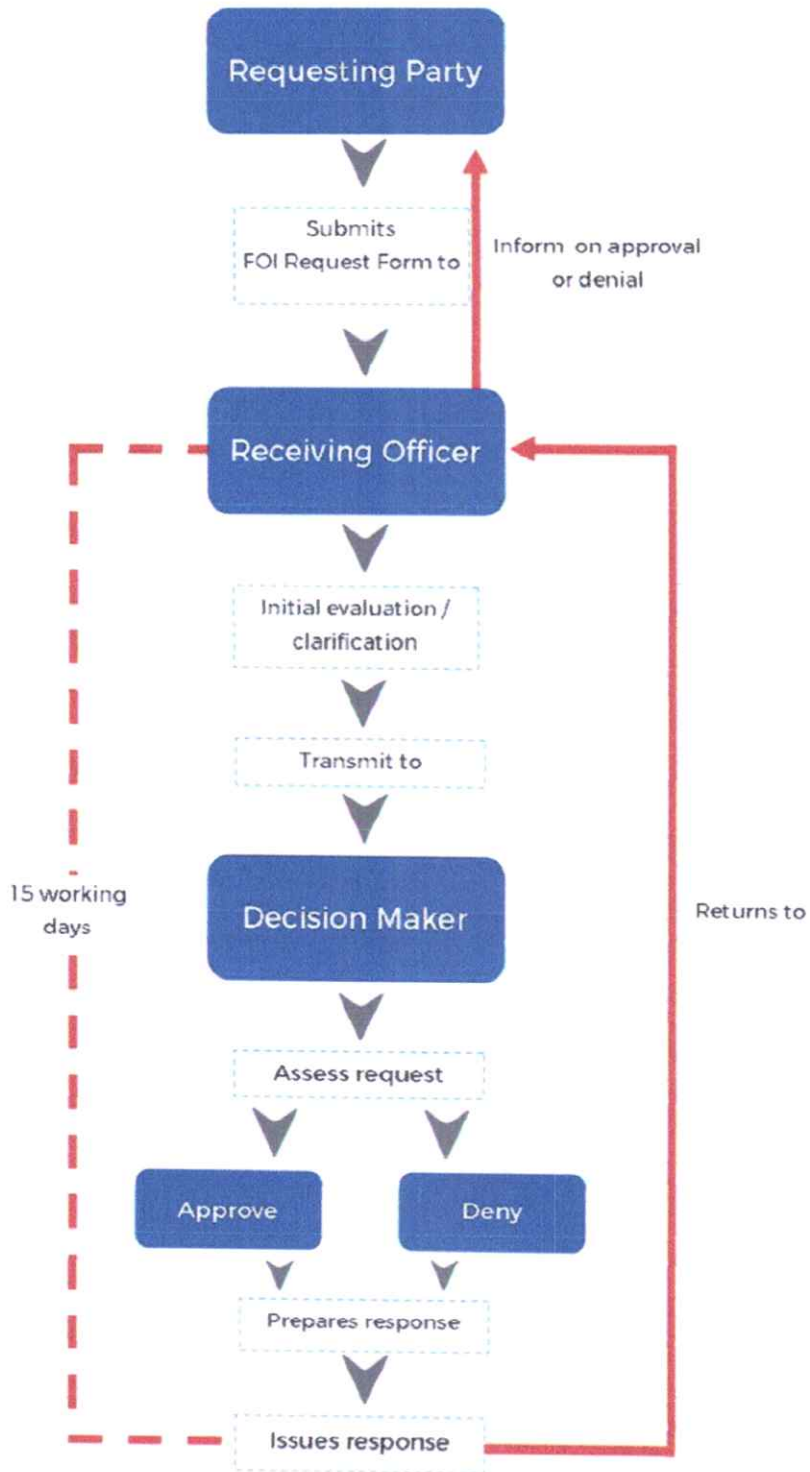 Requesting Party
Submits
FOI Request Form to
Inform on approval
or denial
Receiving Officer
Initial evaluation /
clarification
Transmit to
15 working
days
Decision Maker
Returns to
Assess request
Approve
Deny
Prepares response
Issues response